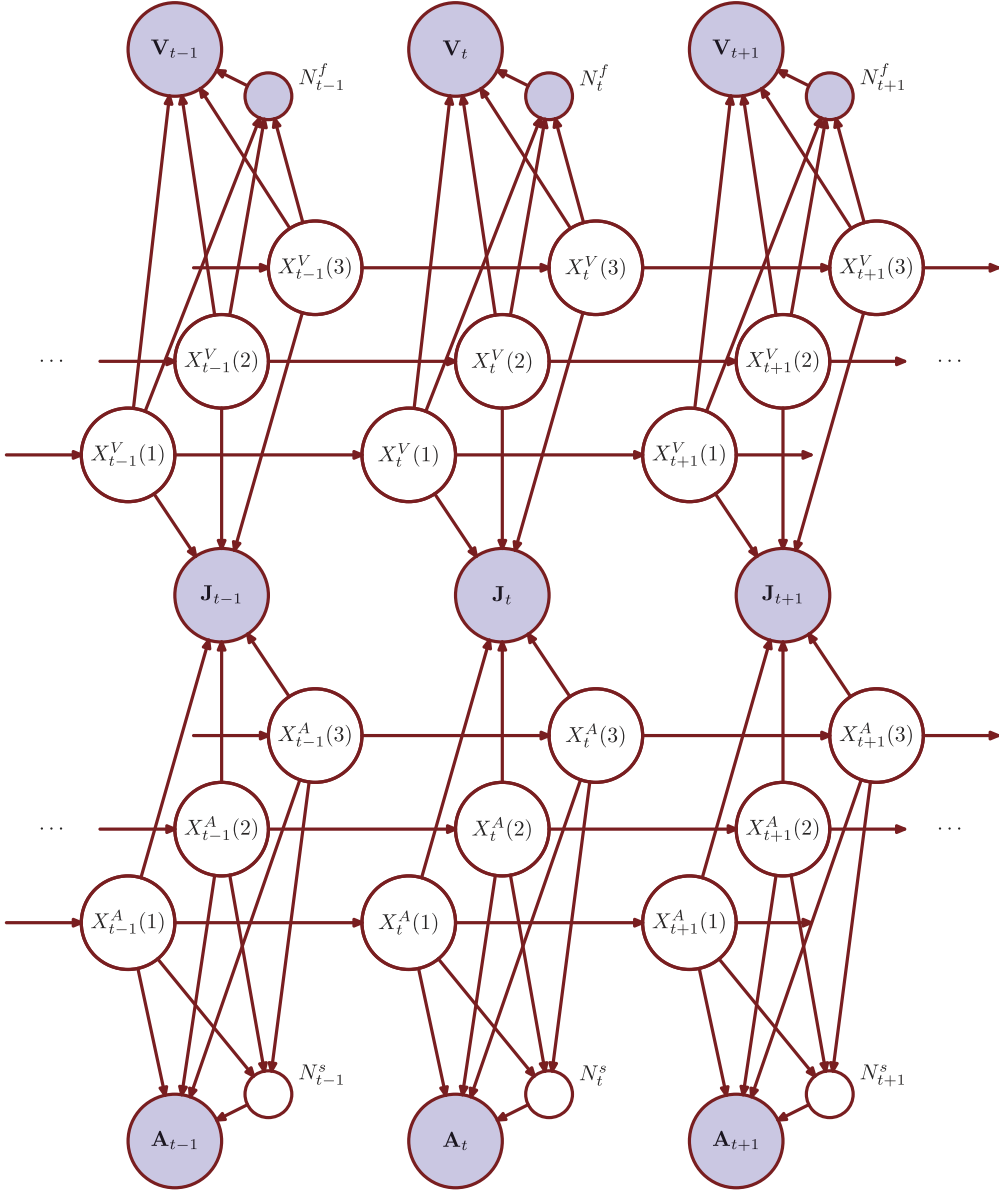 V_{t−1} V_t V_{t+1}
N^f_{t−1} N^f_t N^f_{t+1}
X^V_{t−1}(3) X^V_t(3) X^V_{t+1}(3)
... X^V_{t−1}(2) X^V_t(2) X^V_{t+1}(2) ...
X^V_{t−1}(1) X^V_t(1) X^V_{t+1}(1)
J_{t−1} J_t J_{t+1}
X^A_{t−1}(3) X^A_t(3) X^A_{t+1}(3)
... X^A_{t−1}(2) X^A_t(2) X^A_{t+1}(2) ...
X^A_{t−1}(1) X^A_t(1) X^A_{t+1}(1)
N^s_{t−1} N^s_t N^s_{t+1}
A_{t−1} A_t A_{t+1}